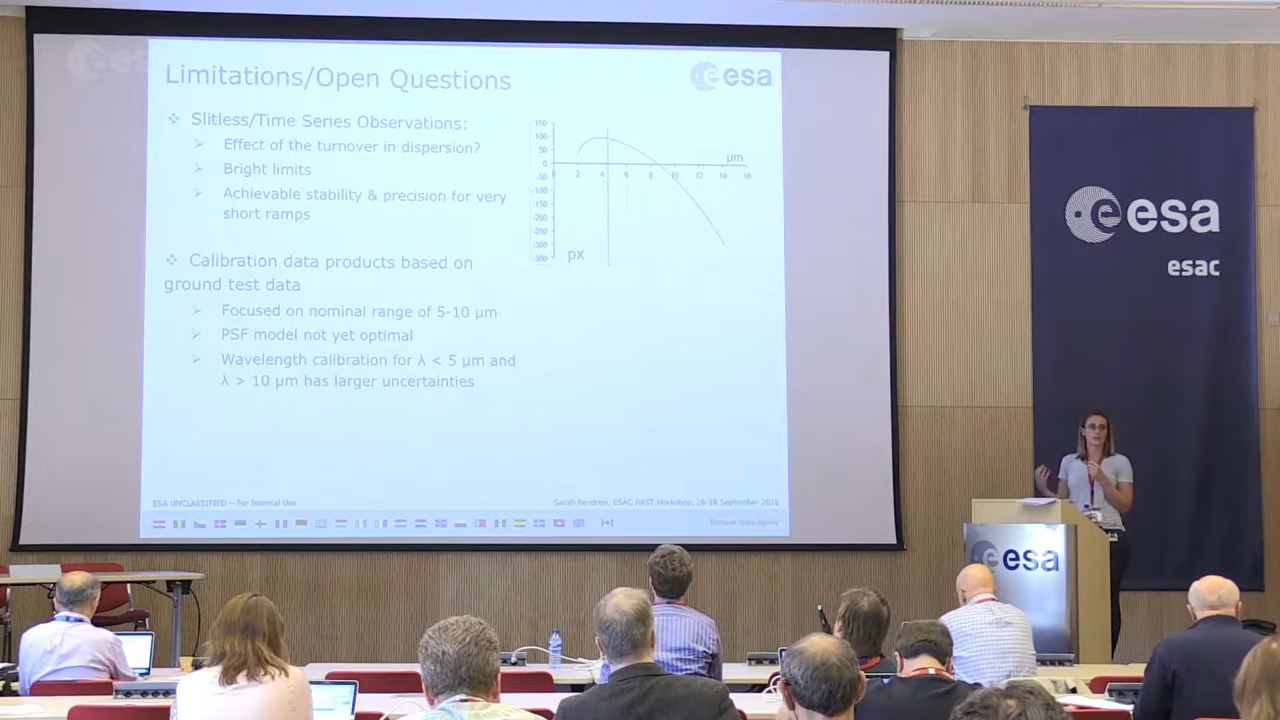 esa
Limitations/Open Questions
esa
❖ Slitless/Time Series Observations:
➢ Effect of the turnover in dispersion?
➢ Bright limits
➢ Achievable stability & precision for very
short ramps
❖ Calibration data products based on
ground test data
➢ Focused on nominal range of 5-10 µm
➢ PSF model not yet optimal
➢ Wavelength calibration for λ < 5 µm and
λ > 10 µm has larger uncertainties
150
100
50
0
-50
-100
-150
-200
-250
-300
-350
0 2 4 6 8 10 12 14 16
µm
px
ESA UNCLASSIFIED – For Internal Use
Sarah Kendrew, ESAC JWST Workshop, 26-28 September 2016
European Space Agency
esa
esac
esa